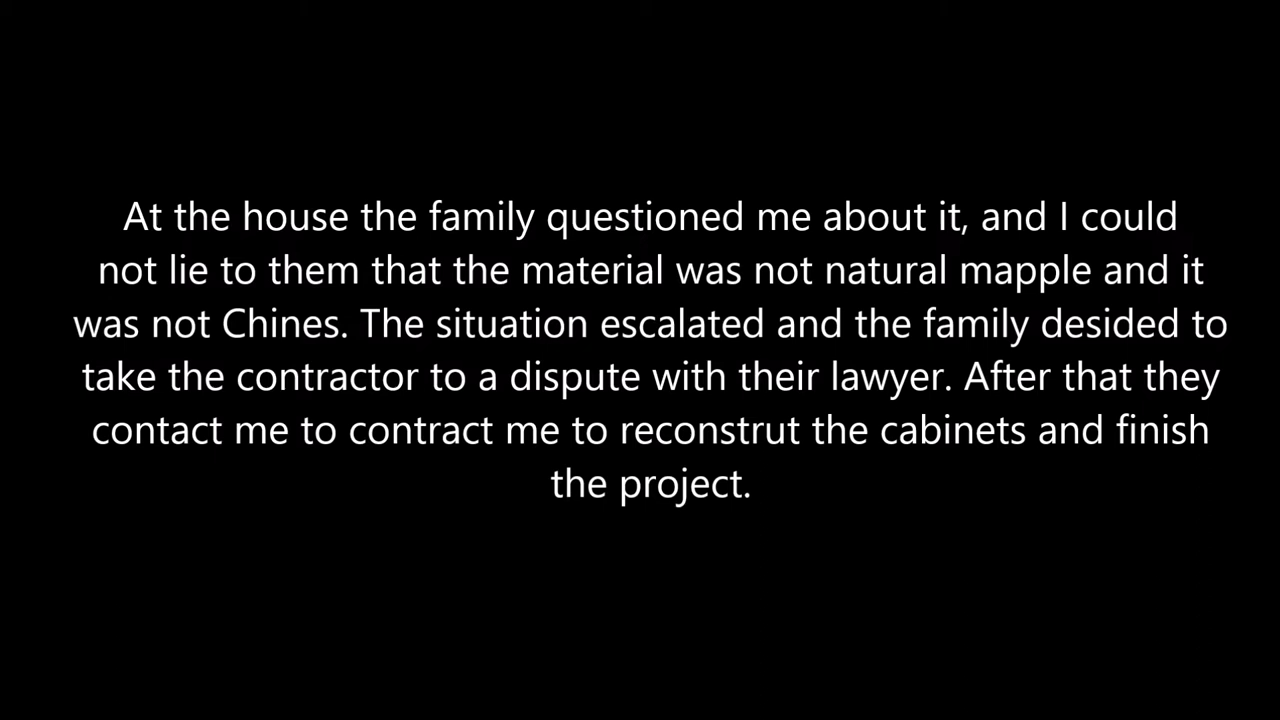 At the house the family questioned me about it, and I could
not lie to them that the material was not natural mapple and it
was not Chines. The situation escalated and the family desided to
take the contractor to a dispute with their lawyer. After that they
contact me to contract me to reconstrut the cabinets and finish
the project.